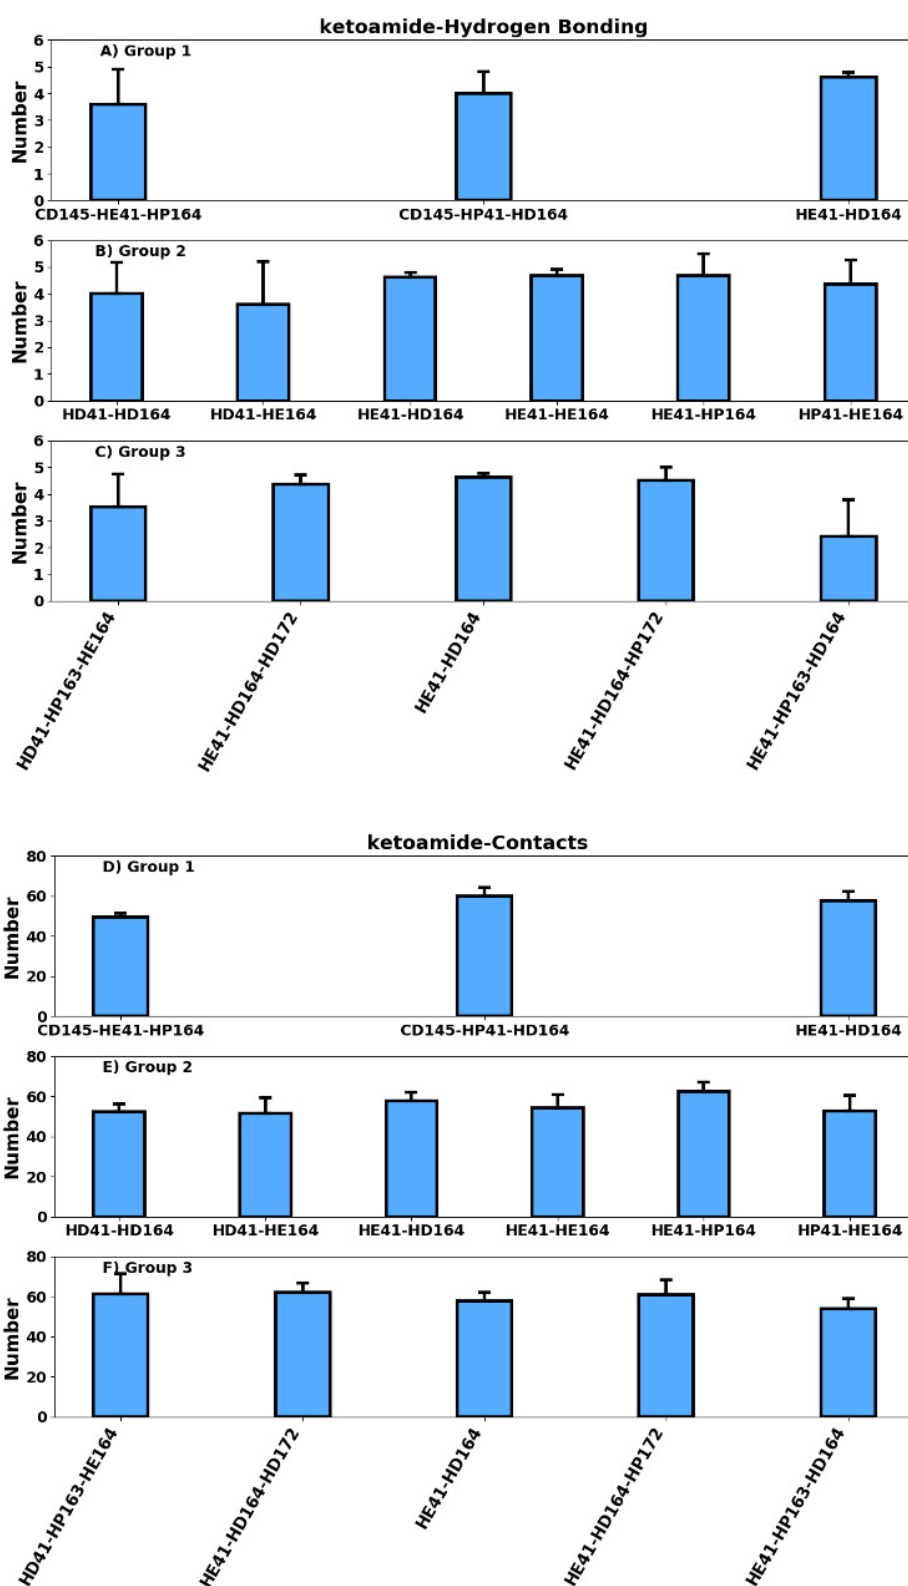 ketoamide-Hydrogen Bonding
A) Group 1
Number
6
5
4
3
2
1
0
CD145-HE41-HP164
CD145-HP41-HD164
HE41-HD164
B) Group 2
Number
6
5
4
3
2
1
0
HD41-HD164
HD41-HE164
HE41-HD164
HE41-HE164
HE41-HP164
HP41-HE164
C) Group 3
Number
6
5
4
3
2
1
0
HD41-HP163-HE164
HE41-HD164-HD172
HE41-HD164
HE41-HD164-HP172
HE41-HP163-HD164
ketoamide-Contacts
D) Group 1
Number
80
60
40
20
0
CD145-HE41-HP164
CD145-HP41-HD164
HE41-HD164
E) Group 2
Number
80
60
40
20
0
HD41-HD164
HD41-HE164
HE41-HD164
HE41-HE164
HE41-HP164
HP41-HE164
F) Group 3
Number
80
60
40
20
0
HD41-HP163-HE164
HE41-HD164-HD172
HE41-HD164
HE41-HD164-HP172
HE41-HP163-HD164